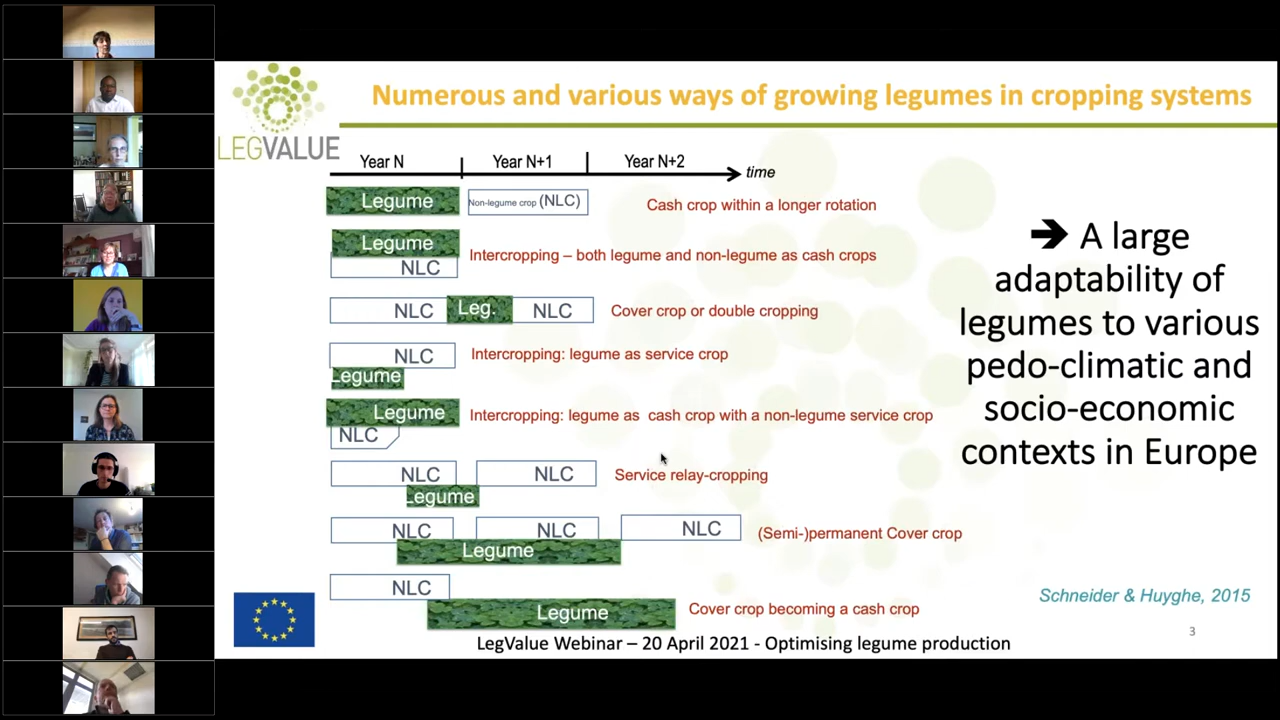 Numerous and various ways of growing legumes in cropping systems
LEGVALUE
Year N
Year N+1
Year N+2
time
Legume
Non-legume crop (NLC)
Cash crop within a longer rotation
Legume
NLC
Intercropping – both legume and non-legume as cash crops
NLC
Leg.
NLC
Cover crop or double cropping
NLC
Legume
Intercropping: legume as service crop
Legume
NLC
Intercropping: legume as cash crop with a non-legume service crop
NLC
NLC
Legume
Service relay-cropping
NLC
NLC
NLC
Legume
(Semi-)permanent Cover crop
NLC
Legume
Cover crop becoming a cash crop
➔ A large
adaptability of
legumes to various
pedo-climatic and
socio-economic
contexts in Europe
Schneider & Huyghe, 2015
3
LegValue Webinar – 20 April 2021 - Optimising legume production